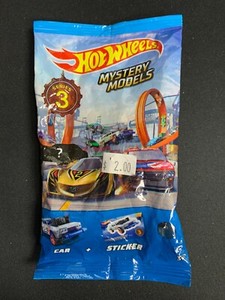 HOT WHEELS
MYSTERY MODELS
SERIES
3
?
$ 2.00
CAR + STICKER